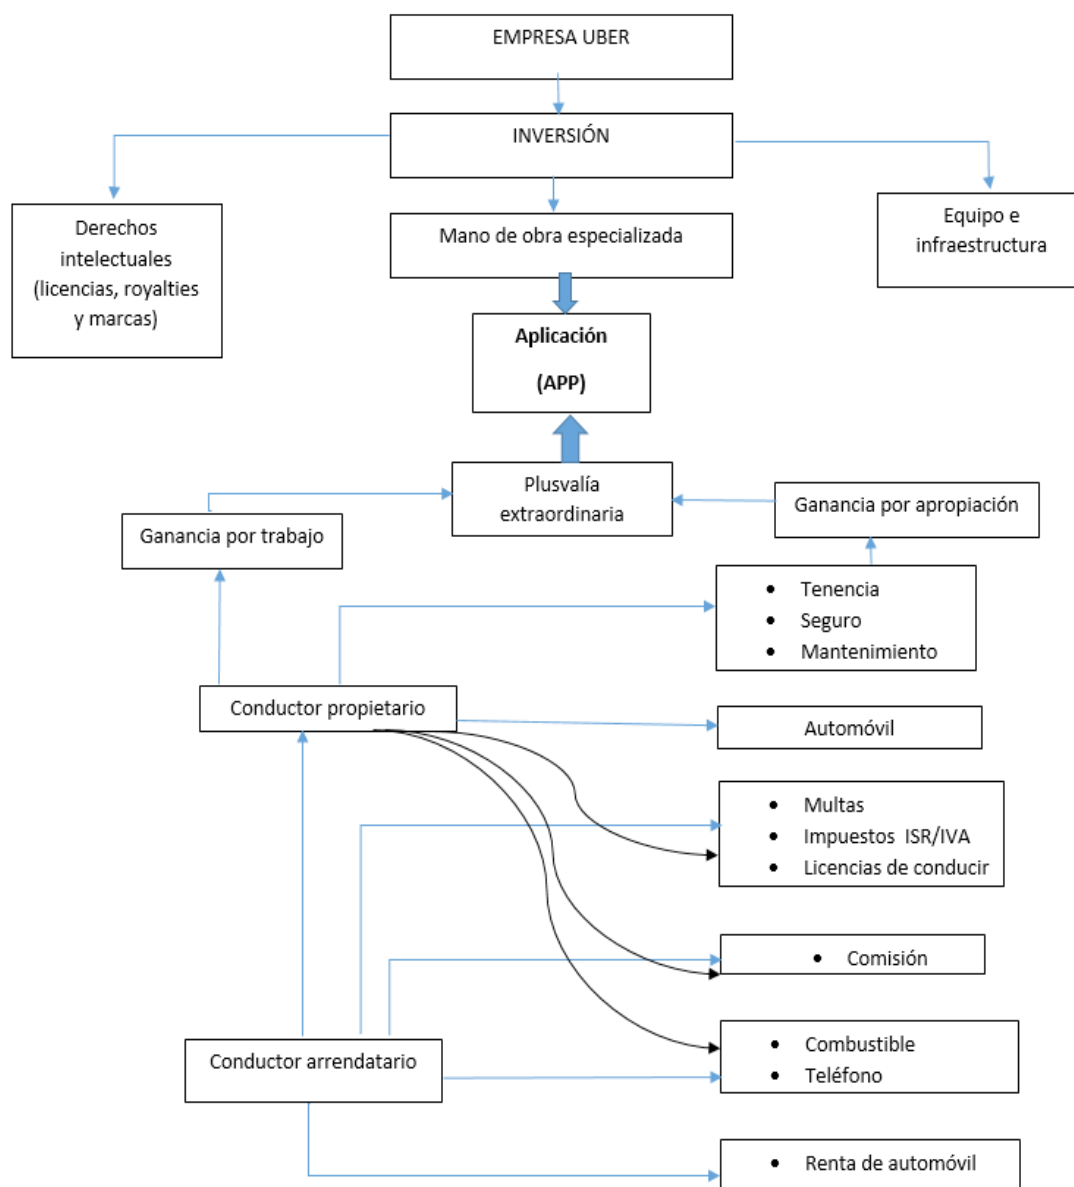 EMPRESA UBER
INVERSIÓN
Derechos
intelectuales
(licencias, royalties
y marcas)
Mano de obra especializada
Equipo e
infraestructura
Aplicación
(APP)
Plusvalía
extraordinaria
Ganancia por trabajo
Ganancia por apropiación
• Tenencia
• Seguro
• Mantenimiento
Conductor propietario
Automóvil
• Multas
• Impuestos ISR/IVA
• Licencias de conducir
• Comisión
Conductor arrendatario
• Combustible
• Teléfono
• Renta de automóvil